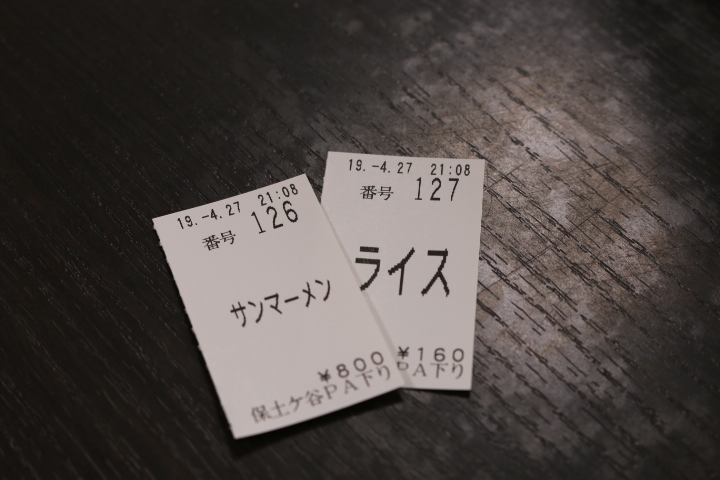 19.-4.27 21:08
番号 126
サンマーメン
¥800
保土ケ谷PA下り
19.-4.27 21:08
番号 127
ライス
¥160
PA下り